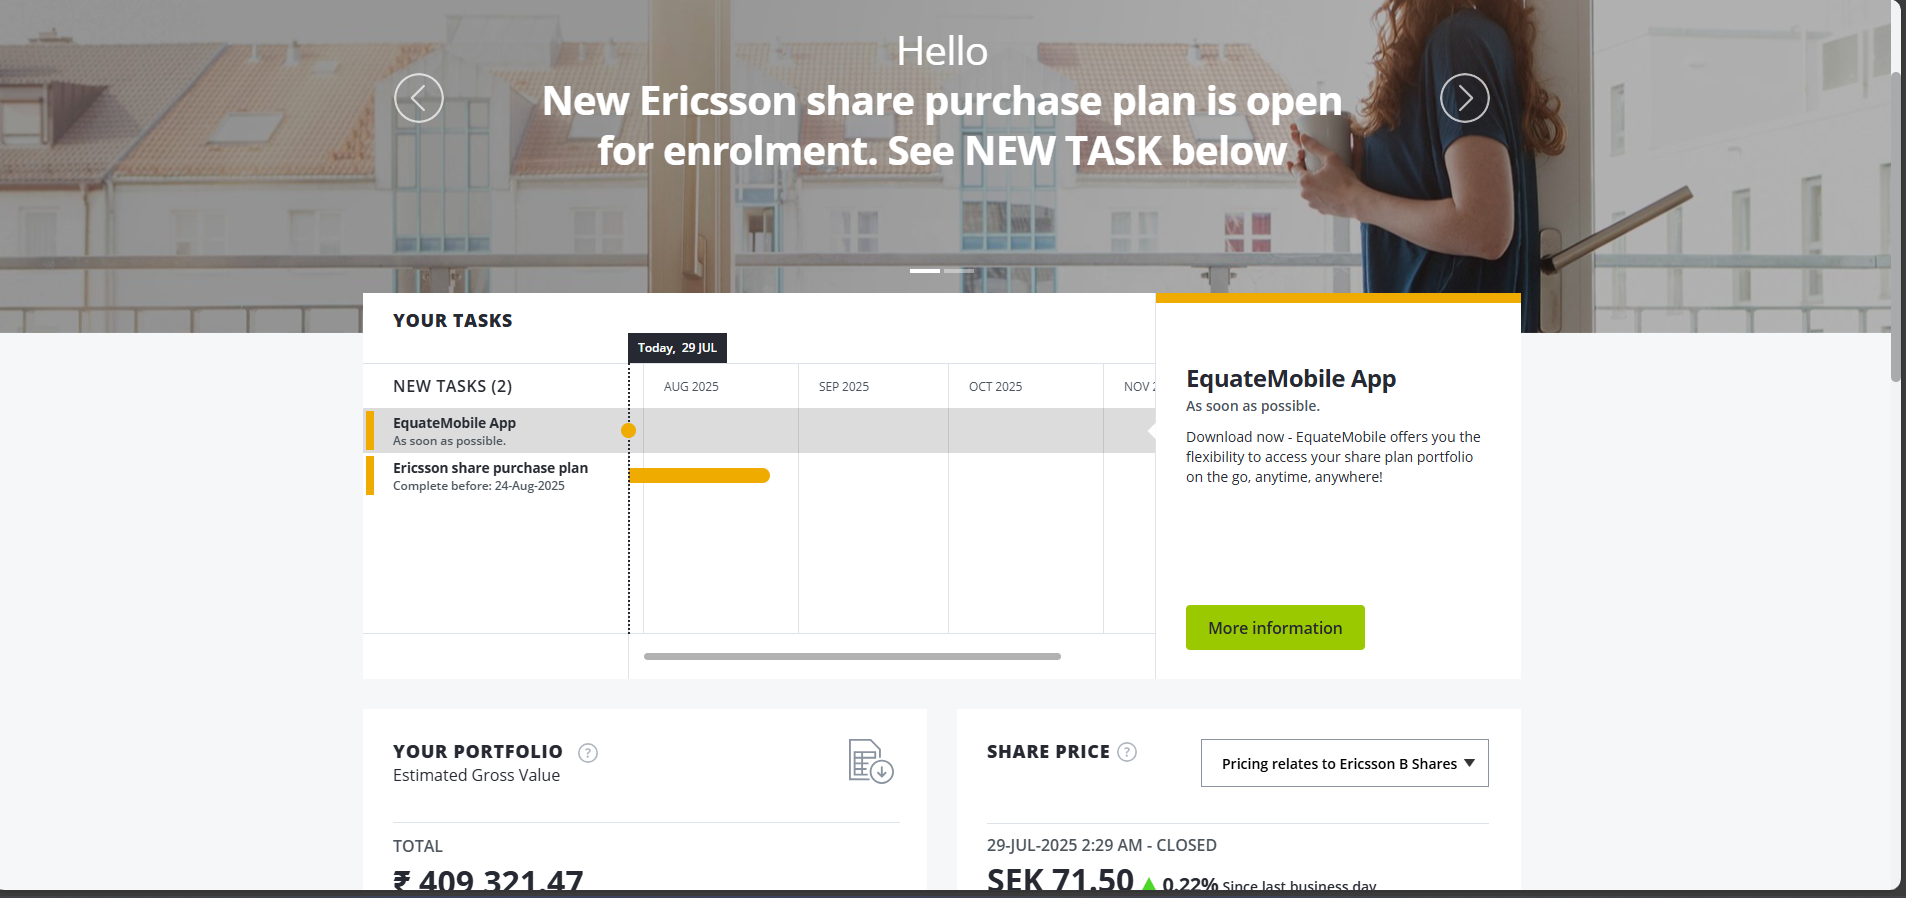 Hello
New Ericsson share purchase plan is open
for enrolment. See NEW TASK below
YOUR TASKS
Today, 29 JUL
NEW TASKS (2)
AUG 2025
SEP 2025
OCT 2025
NOV 2
EquateMobile App
As soon as possible.
Ericsson share purchase plan
Complete before: 24-Aug-2025
EquateMobile App
As soon as possible.
Download now - EquateMobile offers you the
flexibility to access your share plan portfolio
on the go, anytime, anywhere!
More information
YOUR PORTFOLIO ?
Estimated Gross Value
TOTAL
₹ 409 321.47
SHARE PRICE ?
Pricing relates to Ericsson B Shares
29-JUL-2025 2:29 AM - CLOSED
SEK 71.50 ▲ 0.22% Since last business day